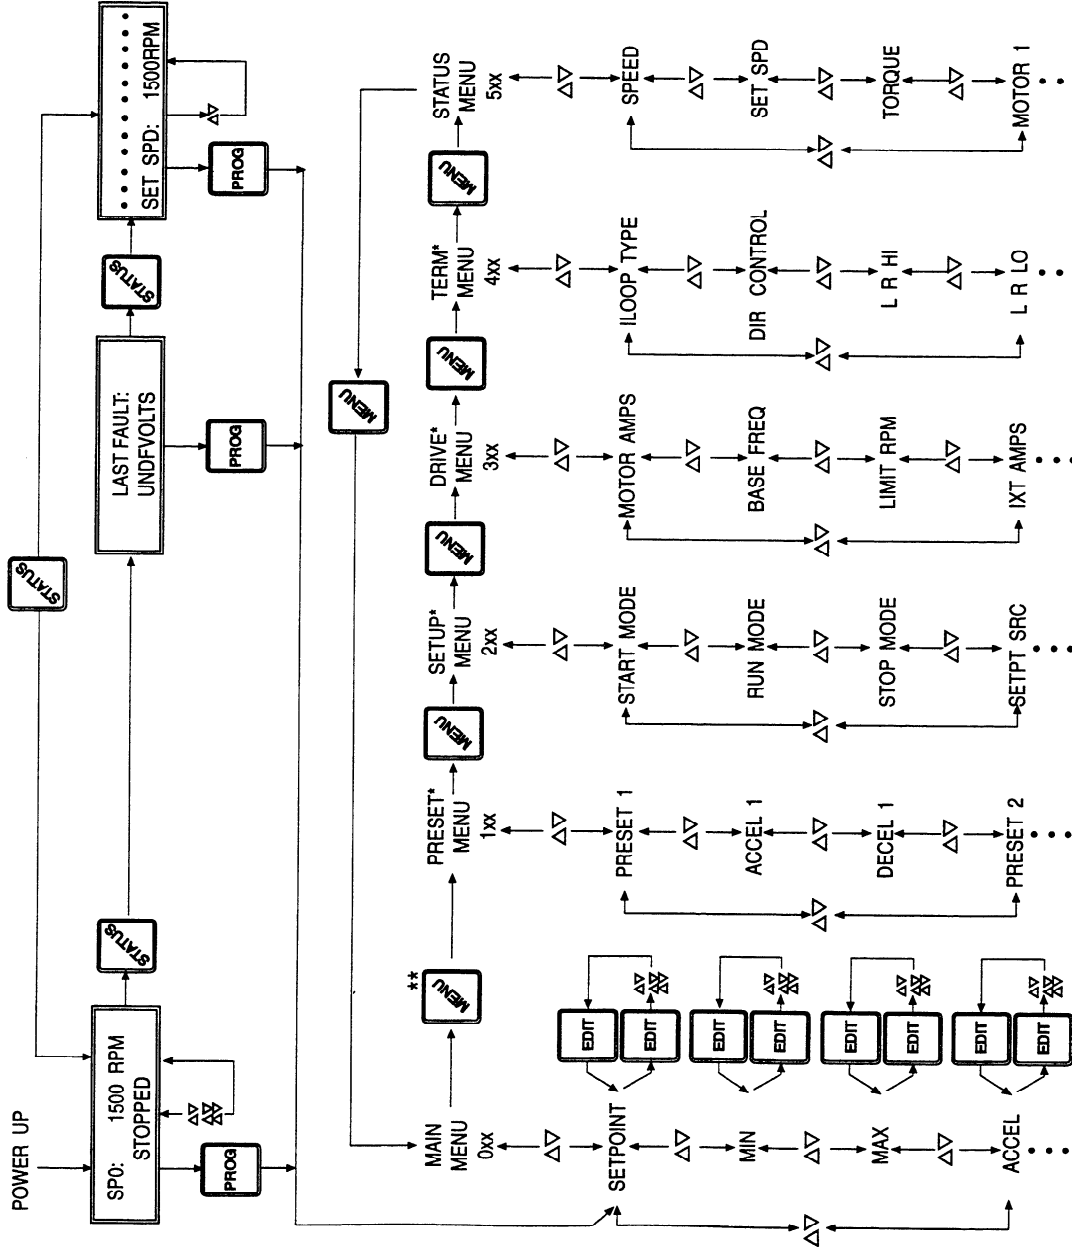 POWER UP
STATUS
SPO: 1500 RPM
STOPPED
STATUS
LAST FAULT:
UNDFVOLTS
STATUS
SET SPD: 1500RPM
PROG
PROG
PROG
MENU
MAIN
MENU
0xx
**
MENU
PRESET*
MENU
1xx
MENU
SETUP*
MENU
2xx
MENU
DRIVE*
MENU
3xx
MENU
TERM*
MENU
4xx
MENU
STATUS
MENU
5xx
SETPOINT
EDIT
EDIT
PRESET 1
START MODE
MOTOR AMPS
ILOOP TYPE
SPEED
MIN
EDIT
EDIT
ACCEL 1
RUN MODE
BASE FREQ
DIR CONTROL
SET SPD
MAX
EDIT
EDIT
DECEL 1
STOP MODE
LIMIT RPM
L R HI
TORQUE
ACCEL
EDIT
EDIT
PRESET 2
SETPT SRC
IXT AMPS
L R LO
MOTOR 1